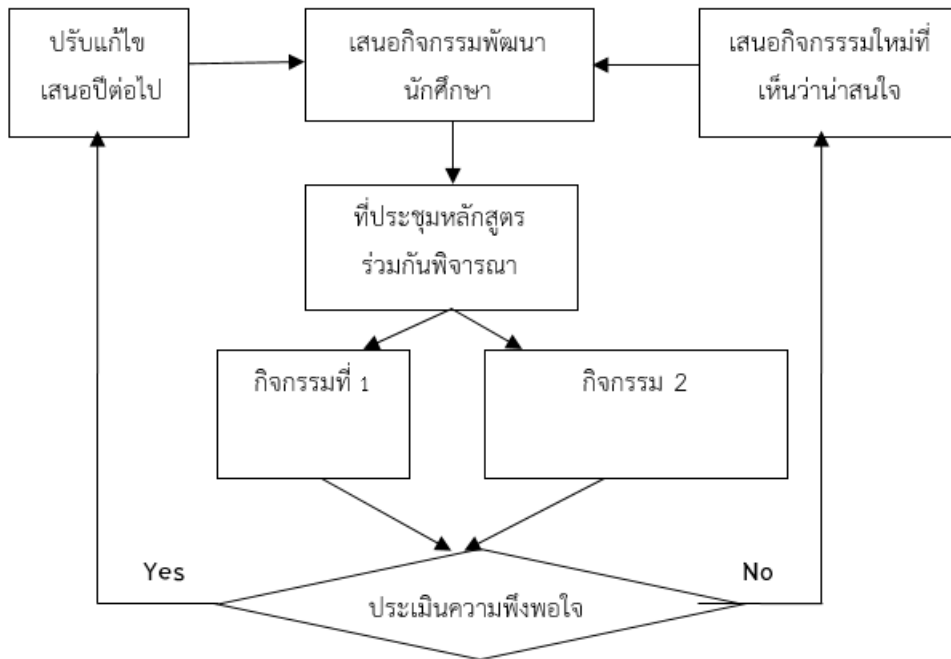 ปรับแก้ไข
เสนอปีต่อไป
เสนอกิจกรรมพัฒนา
นักศึกษา
เสนอกิจกรรรมใหม่ที่
เห็นว่าน่าสนใจ
ที่ประชุมหลักสูตร
ร่วมกันพิจารณา
กิจกรรมที่ 1
กิจกรรม 2
Yes
No
ประเมินความพึงพอใจ